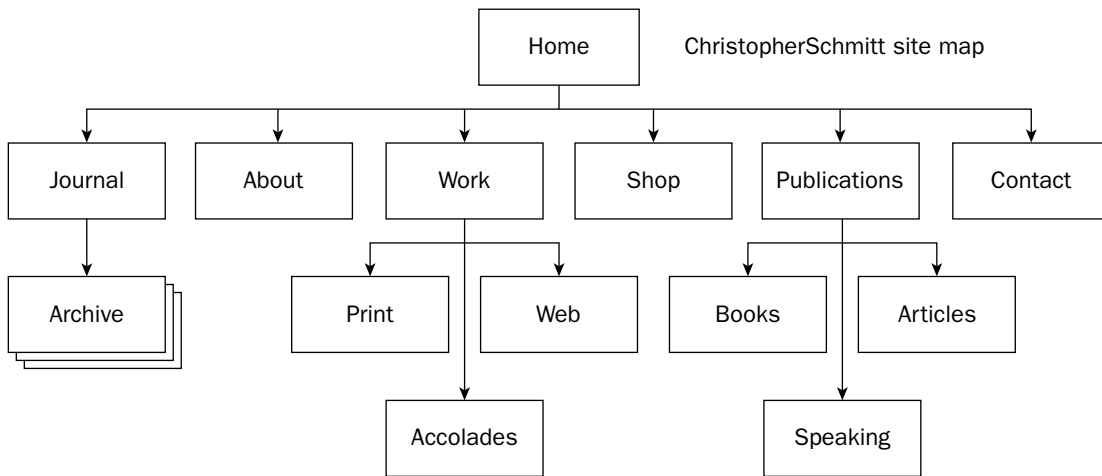 Home
ChristopherSchmitt site map
Journal
About
Work
Shop
Publications
Contact
Archive
Print
Web
Books
Articles
Accolades
Speaking